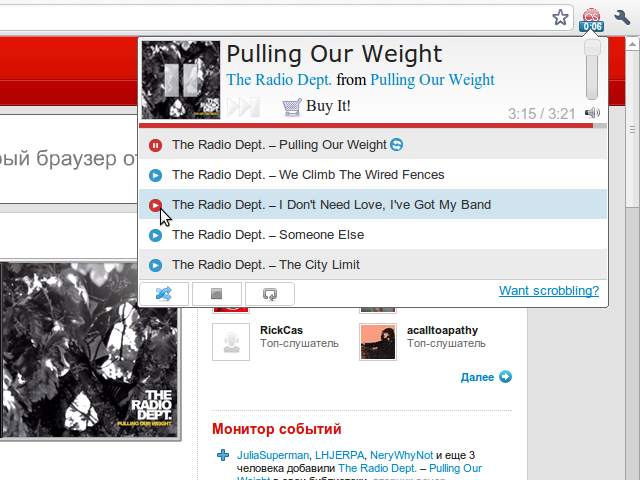 0:06
Pulling Our Weight
The Radio Dept. from Pulling Our Weight
Buy It!
3:15 / 3:21
THE
RADIO
DEPT.
The Radio Dept. – Pulling Our Weight
The Radio Dept. – We Climb The Wired Fences
The Radio Dept. – I Don't Need Love, I've Got My Band
The Radio Dept. – Someone Else
The Radio Dept. – The City Limit
Want scrobbling?
рый браузер от
THE
RADIO
DEPT.
PULLING OUR WEIGHT
RickCas
Топ-слушатель
acalltoapathy
Топ-слушатель
Далее
Монитор событий
JuliaSuperman, LHJERPA, NeryWhyNot и еще 3
человека добавили The Radio Dept. – Pulling Our